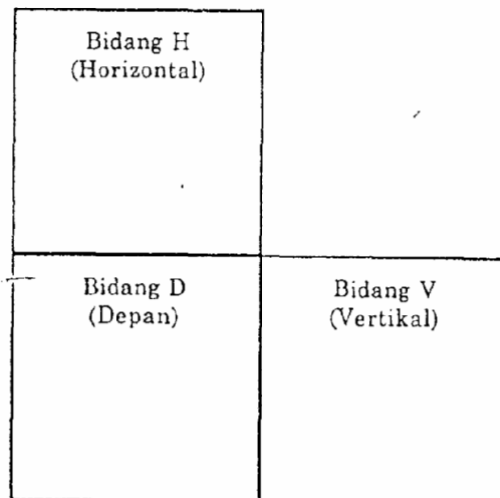 Bidang H
(Horizontal)
Bidang D
(Depan)
Bidang V
(Vertikal)